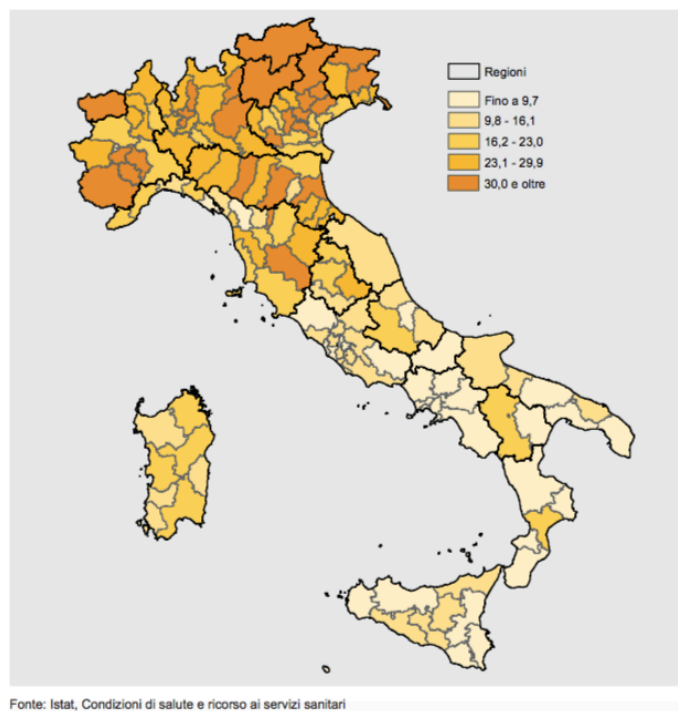 Regioni
Fino a 9,7
9,8 - 16,1
16,2 - 23,0
23,1 - 29,9
30,0 e oltre
Fonte: Istat, Condizioni di salute e ricorso ai servizi sanitari